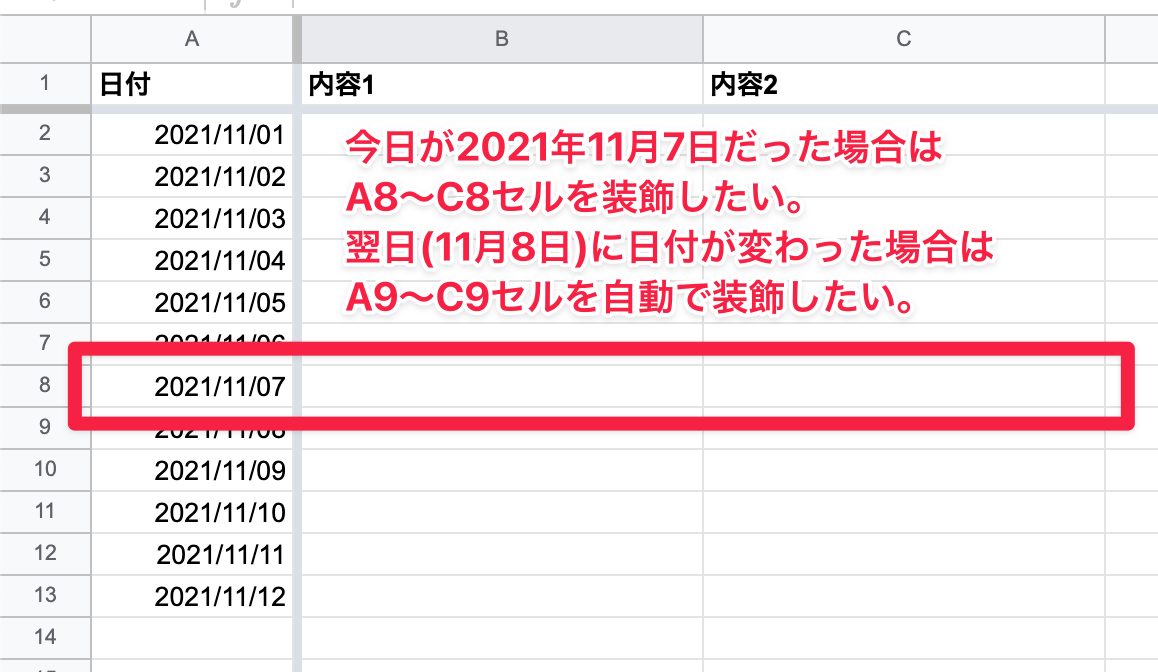 A B C
1 日付 内容1 内容2
2 2021/11/01
今日が2021年11月7日だった場合は
3 2021/11/02
A8〜C8セルを装飾したい。
4 2021/11/03
翌日(11月8日)に日付が変わった場合は
5 2021/11/04
A9〜C9セルを自動で装飾したい。
6 2021/11/05
7 2021/11/06
8 2021/11/07
9 2021/11/08
10 2021/11/09
11 2021/11/10
12 2021/11/11
13 2021/11/12
14